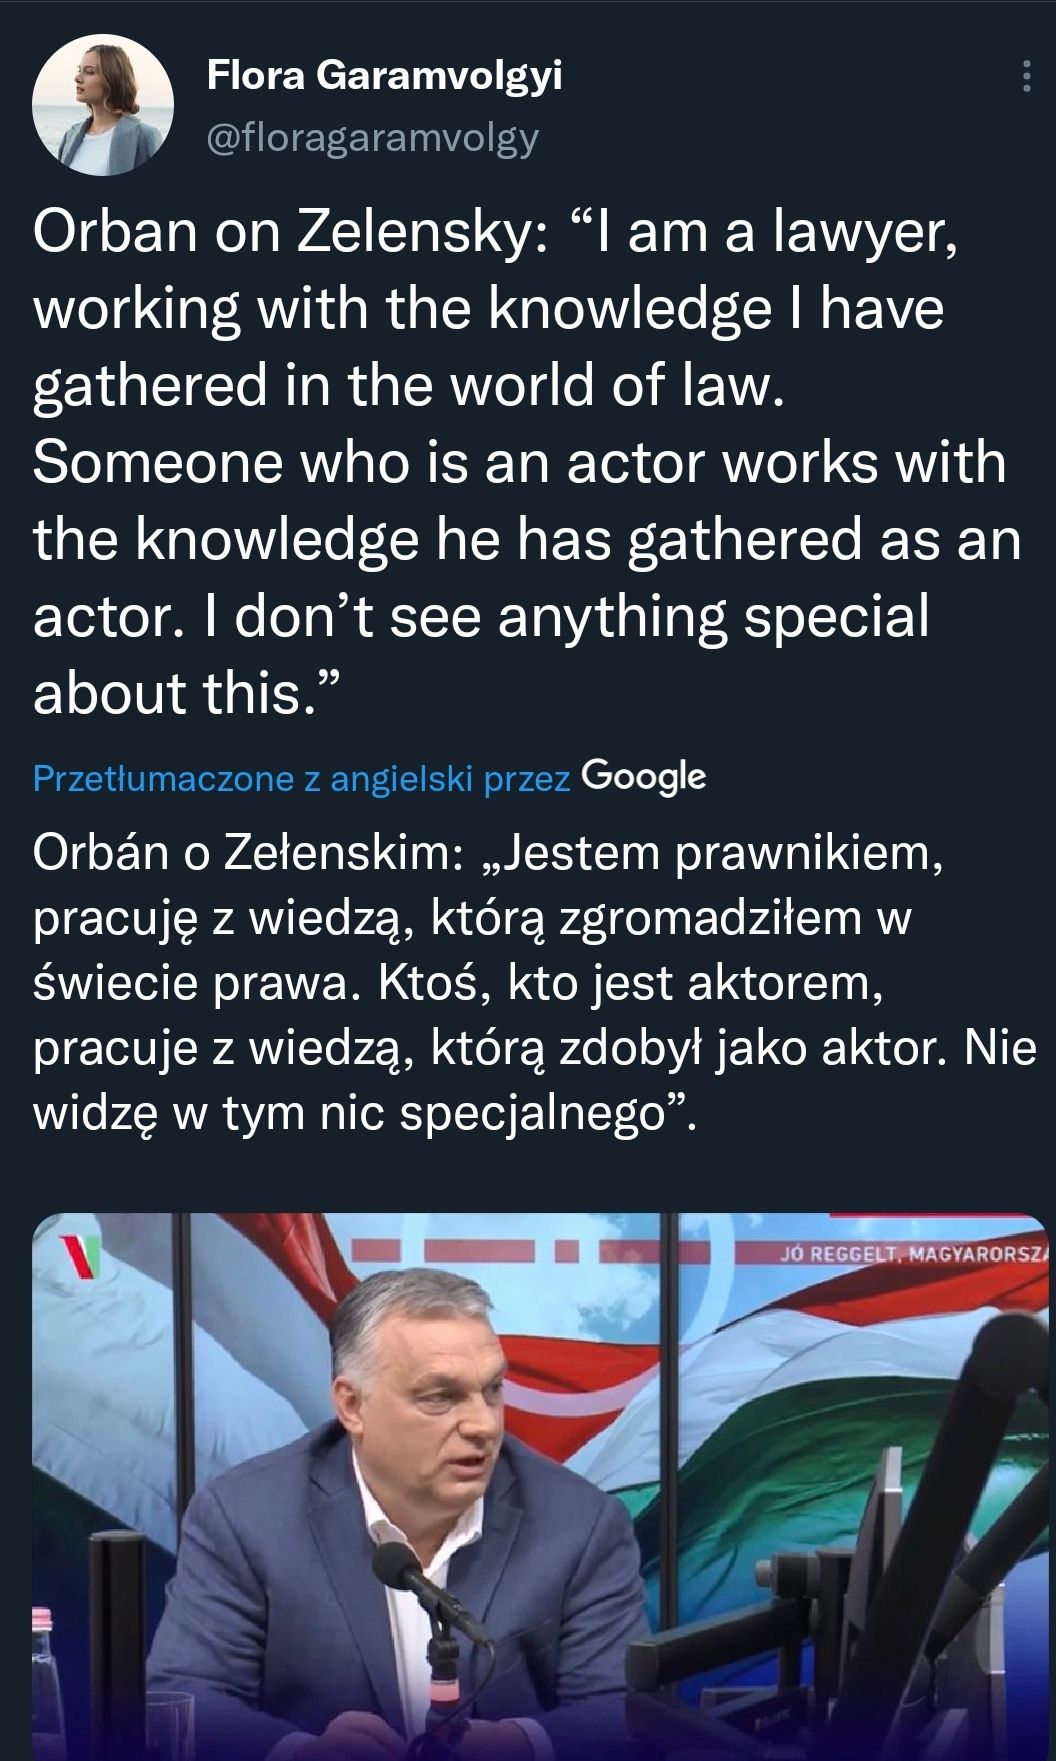 Flora Garamvolgyi
@floragaramvolgy
Orban on Zelensky: “I am a lawyer,
working with the knowledge I have
gathered in the world of law.
Someone who is an actor works with
the knowledge he has gathered as an
actor. I don’t see anything special
about this.”
Przetłumaczone z angielski przez Google
Orbán o Zełenskim: „Jestem prawnikiem,
pracuję z wiedzą, którą zgromadziłem w
świecie prawa. Ktoś, kto jest aktorem,
pracuje z wiedzą, którą zdobył jako aktor. Nie
widzę w tym nic specjalnego”.
JÓ REGGELT, MAGYARORSZA